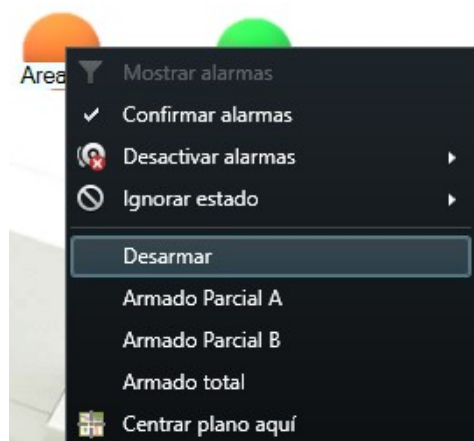 Area
Mostrar alarmas
Confirmar alarmas
Desactivar alarmas
Ignorar estado
Desarmar
Armado Parcial A
Armado Parcial B
Armado total
Centrar plano aquí